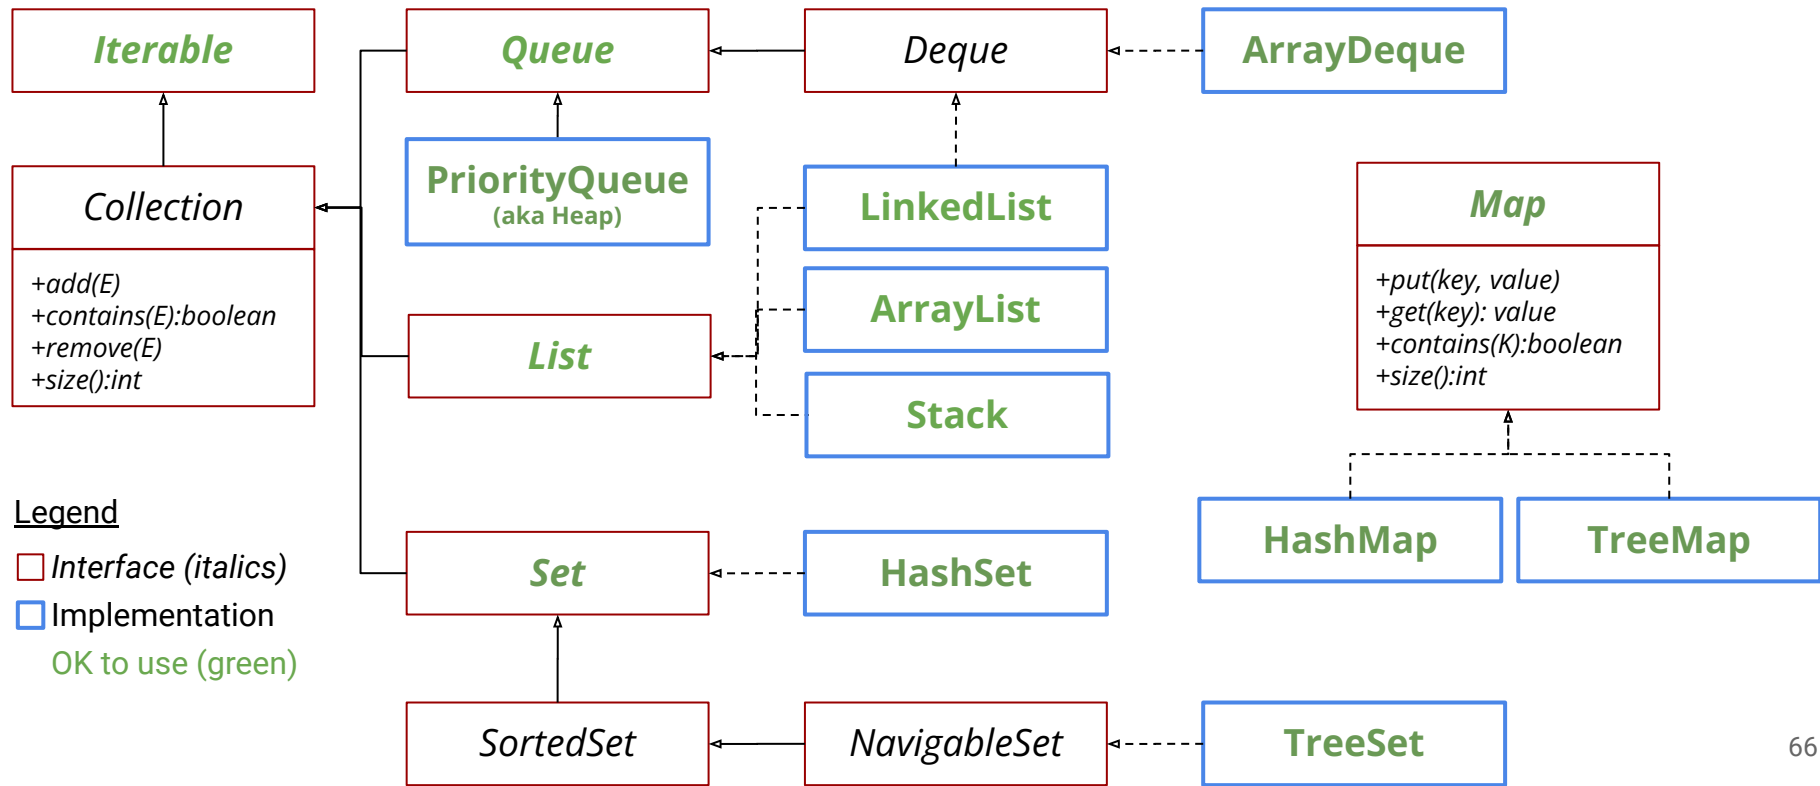 Iterable
Queue
Deque
ArrayDeque
Collection
+add(E)
+contains(E):boolean
+remove(E)
+size():int
PriorityQueue
(aka Heap)
LinkedList
ArrayList
Stack
List
Map
+put(key, value)
+get(key): value
+contains(K):boolean
+size():int
HashMap
TreeMap
Legend
Interface (italics)
Implementation
OK to use (green)
Set
HashSet
SortedSet
NavigableSet
TreeSet
66